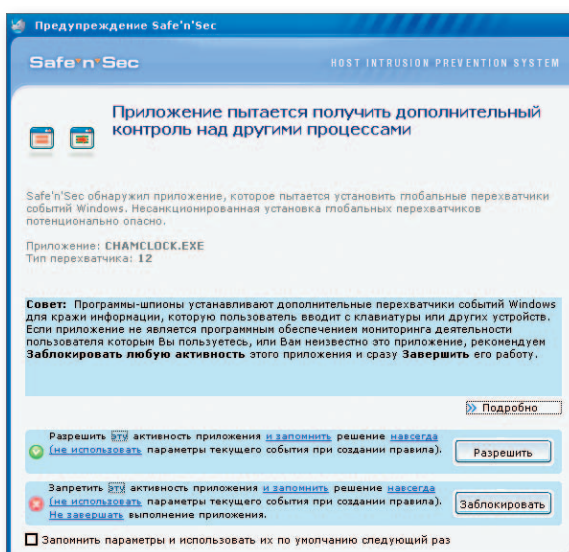 Предупреждение Safe'n'Sec
Safe'n'Sec
HOST INTRUSION PREVENTION SYSTEM
Приложение пытается получить дополнительный
контроль над другими процессами
Safe'n'Sec обнаружил приложение, которое пытается установить глобальные перехватчики
событий Windows. Несанкционированная установка глобальных перехватчиков
потенциально опасно.
Приложение: CHAMCLOCK.EXE
Тип перехватчика: 12
Совет: Программы-шпионы устанавливают дополнительные перехватчики событий Windows
для кражи информации, которую пользователь вводит с клавиатуры или других устройств.
Если приложение не является программным обеспечением мониторинга деятельности
пользователя которым Вы пользуетесь, или Вам неизвестно это приложение, рекомендуем
Заблокировать любую активность этого приложения и сразу Завершить его работу.
Подробно
Разрешить эту активность приложения и запомнить решение навсегда
(не использовать параметры текущего события при создании правила).
Разрешить
Запретить эту активность приложения и запомнить решение навсегда
(не использовать параметры текущего события при создании правила).
Не завершать выполнение приложения.
Заблокировать
Запомнить параметры и использовать их по умолчанию следующий раз